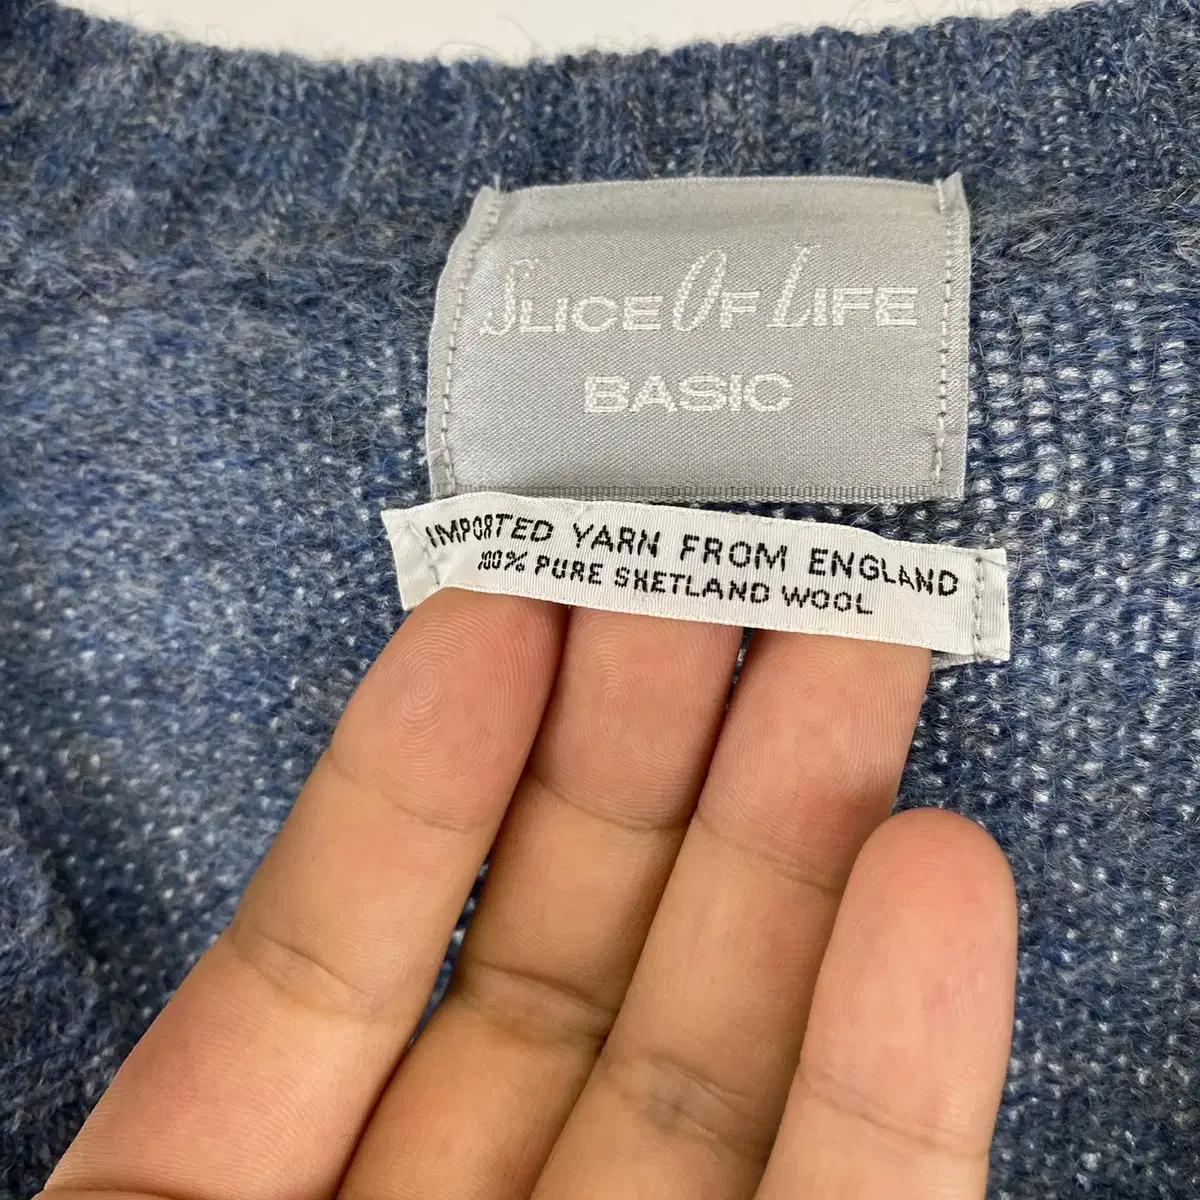 SLICE OF LIFE
BASIC
IMPORTED YARN FROM ENGLAND
100% PURE SHETLAND WOOL